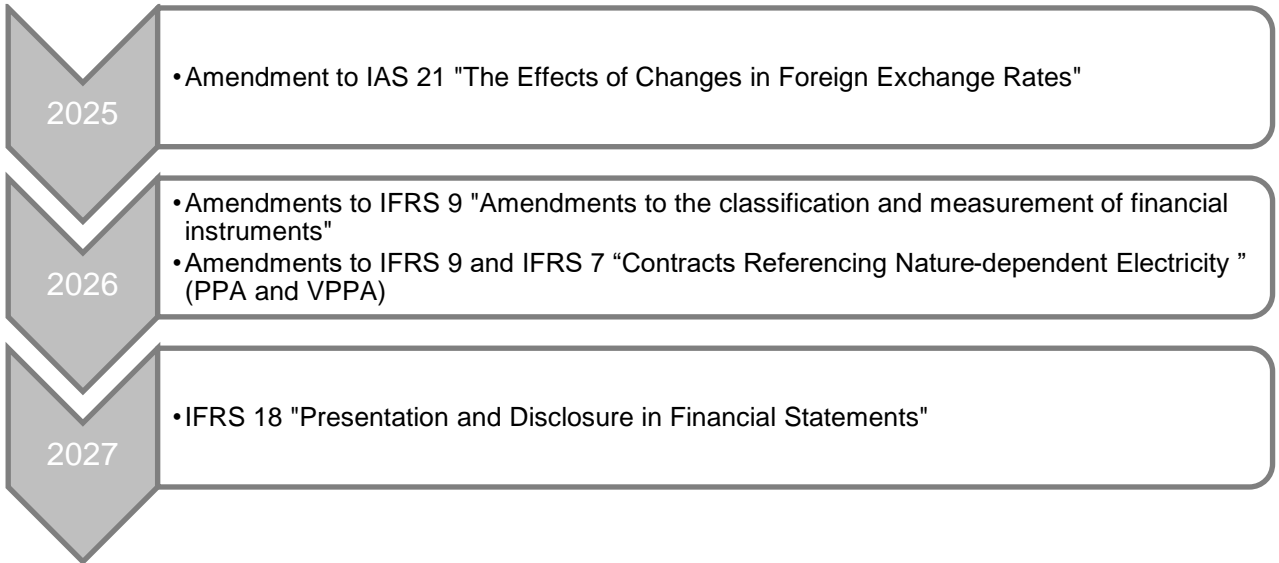 2025
•Amendment to IAS 21 "The Effects of Changes in Foreign Exchange Rates"
2026
•Amendments to IFRS 9 "Amendments to the classification and measurement of financial
instruments"
•Amendments to IFRS 9 and IFRS 7 “Contracts Referencing Nature-dependent Electricity ”
(PPA and VPPA)
2027
•IFRS 18 "Presentation and Disclosure in Financial Statements"